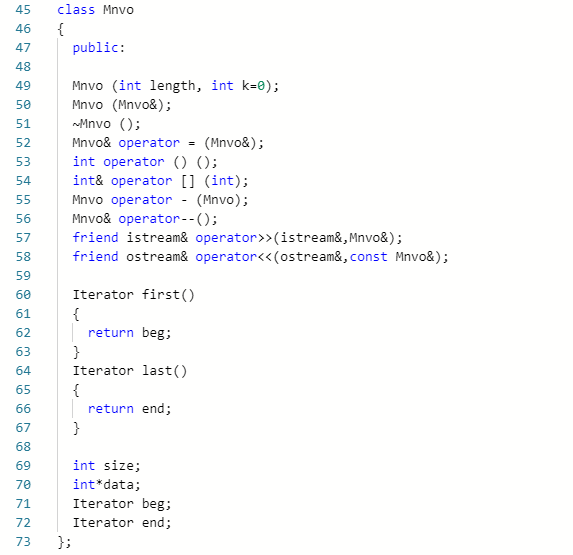 45 class Mnvo
46 {
47 public:
48
49 Mnvo (int length, int k=0);
50 Mnvo (Mnvo&);
51 ~Mnvo ();
52 Mnvo& operator = (Mnvo&);
53 int operator () ();
54 int& operator [] (int);
55 Mnvo operator - (Mnvo);
56 Mnvo& operator--();
57 friend istream& operator>>(istream&,Mnvo&);
58 friend ostream& operator<<(ostream&,const Mnvo&);
59
60 Iterator first()
61 {
62 return beg;
63 }
64 Iterator last()
65 {
66 return end;
67 }
68
69 int size;
70 int*data;
71 Iterator beg;
72 Iterator end;
73 };